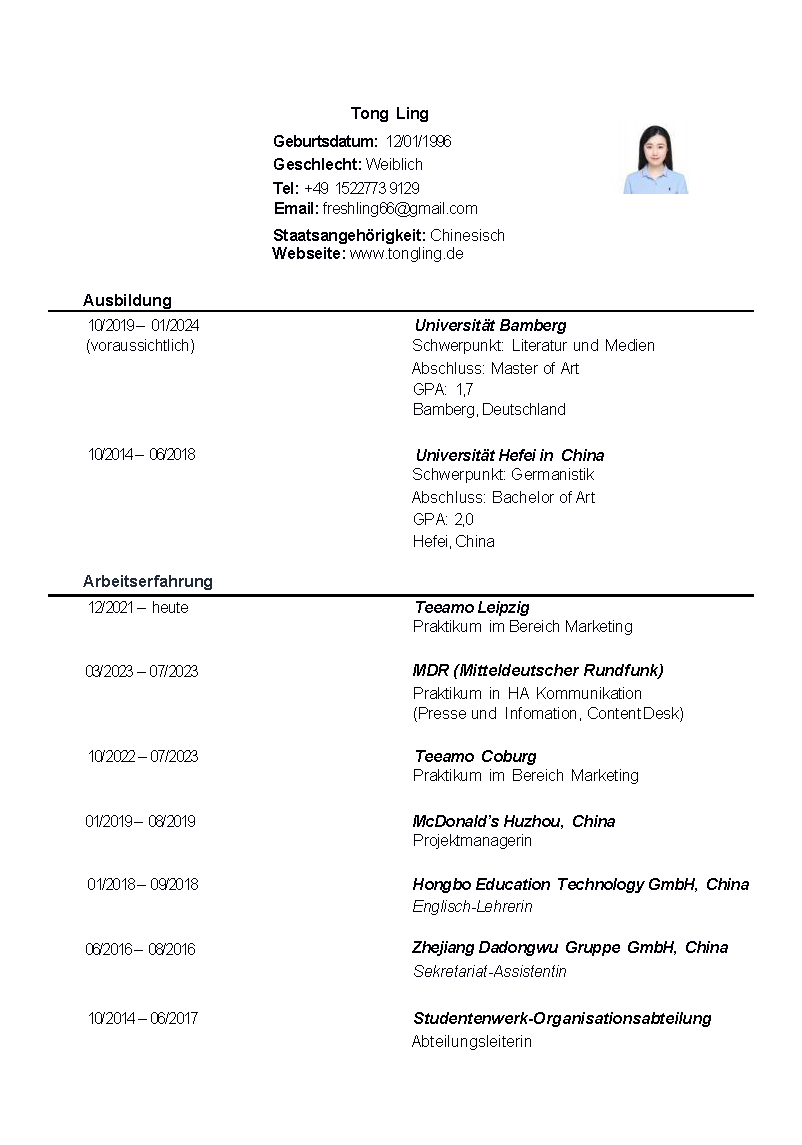 Tong Ling
Geburtsdatum: 12/01/1996
Geschlecht: Weiblich
Tel: +49 1522773 9129
Email: freshling66@gmail.com
Staatsangehörigkeit: Chinesisch
Webseite: www.tongling.de
Ausbildung
10/2019 – 01/2024 Universität Bamberg
(voraussichtlich) Schwerpunkt: Literatur und Medien
Abschluss: Master of Art
GPA: 1,7
Bamberg, Deutschland
10/2014 – 06/2018 Universität Hefei in China
Schwerpunkt: Germanistik
Abschluss: Bachelor of Art
GPA: 2,0
Hefei, China
Arbeitserfahrung
12/2021 – heute Teeamo Leipzig
Praktikum im Bereich Marketing
03/2023 – 07/2023 MDR (Mitteldeutscher Rundfunk)
Praktikum in HA Kommunikation
(Presse und Infomation, Content Desk)
10/2022 – 07/2023 Teeamo Coburg
Praktikum im Bereich Marketing
01/2019 – 08/2019 McDonald's Huzhou, China
Projektmanagerin
01/2018 – 09/2018 Hongbo Education Technology GmbH, China
Englisch-Lehrerin
06/2016 – 08/2016 Zhejiang Dadongwu Gruppe GmbH, China
Sekretariat-Assistentin
10/2014 – 06/2017 Studentenwerk-Organisationsabteilung
Abteilungsleiterin